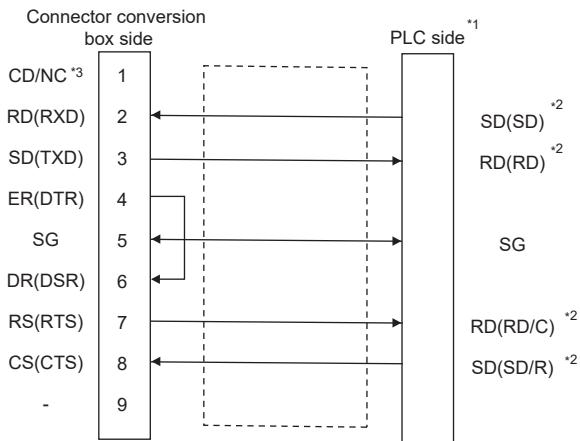 Connector conversion
box side
PLC side *1
CD/NC *3 1
RD(RXD) 2 SD(SD) *2
SD(TXD) 3 RD(RD) *2
ER(DTR) 4
SG 5 SG
DR(DSR) 6
RS(RTS) 7 RD(RD/C) *2
CS(CTS) 8 SD(SD/R) *2
- 9